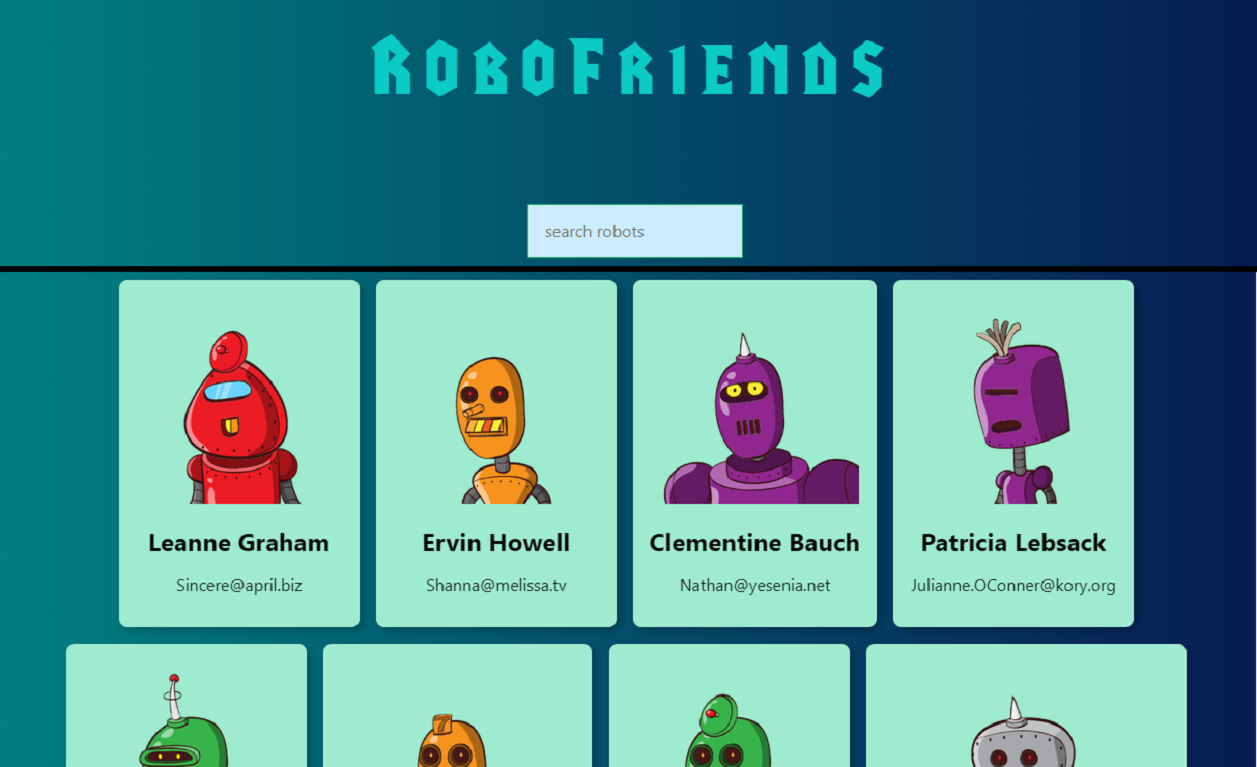 RoboFriends
search robots
Leanne Graham
Ervin Howell
Clementine Bauch
Patricia Lebsack
Sincere@april.biz
Shanna@melissa.tv
Nathan@yesenia.net
Julianne.OConner@kory.org
7